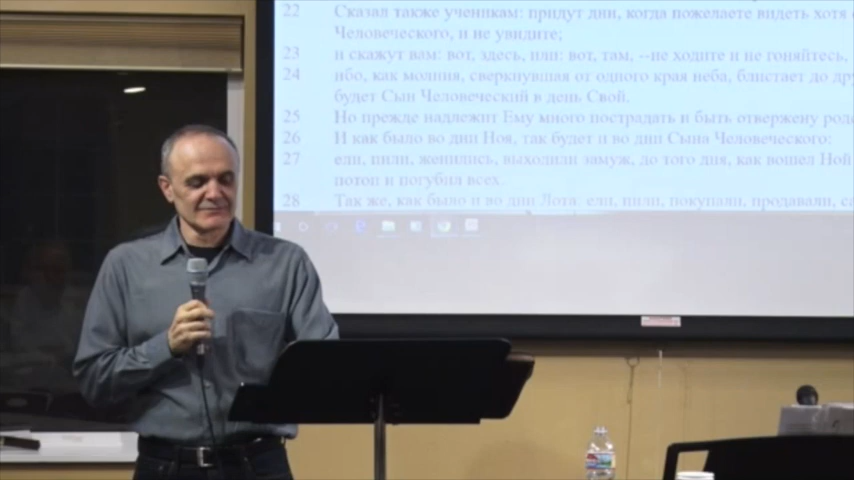 22 Сказал также ученикам: придут дни, когда пожелаете видеть хотя
Человеческого, и не увидите;
23 и скажут вам: вот, здесь, или: вот, там, --не ходите и не гоняйтесь,
24 ибо, как молния, сверкнувшая от одного края неба, блистает до
будет Сын Человеческий в день Свой.
25 Но прежде надлежит Ему много пострадать и быть отвержену
26 И как было во дни Ноя, так будет и во дни Сына Человеческого:
27 ели, пили, женились, выходили замуж, до того дня, как вошел Ной
потоп и погубил всех.
28 Так же, как было и во дни Лота: ели, пили, покупали, продавали,